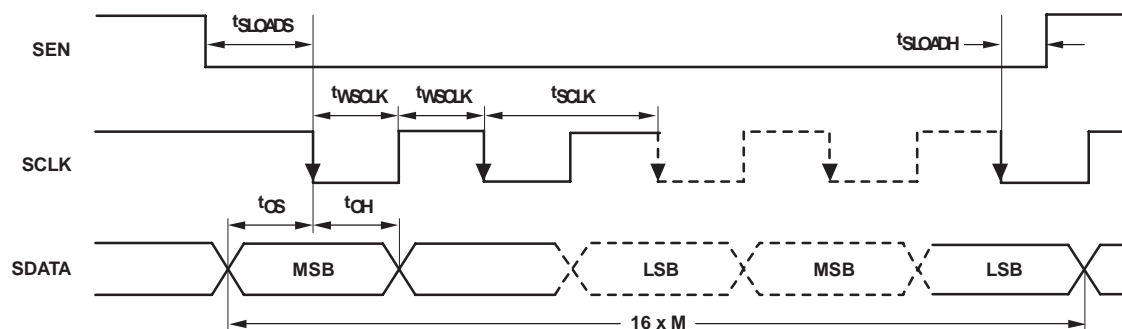 tSLOADS
SEN
tSLOADH
tWSCLK tWSCLK tSCLK
SCLK
tOS tOH
SDATA MSB LSB MSB LSB
16 x M